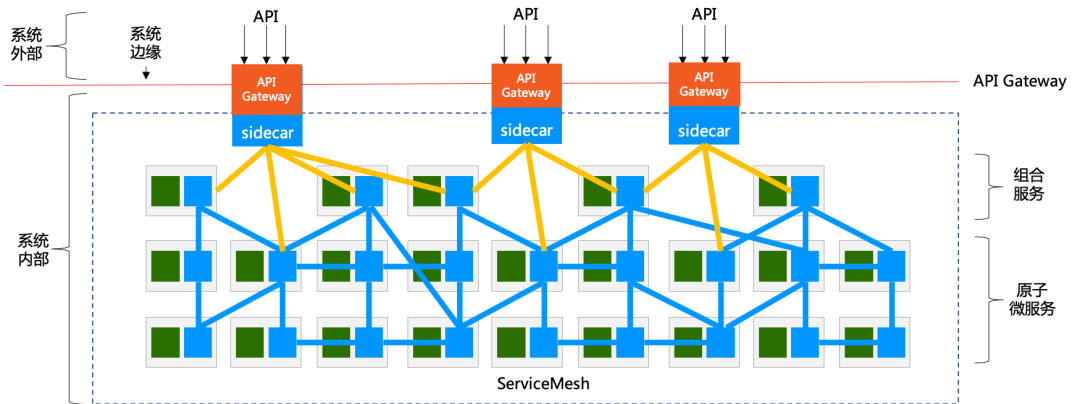 API
API
API
系统
外部
系统
边缘
API
Gateway
API
Gateway
API
Gateway
API Gateway
sidecar
sidecar
sidecar
组合
服务
系统
内部
原子
微服务
ServiceMesh